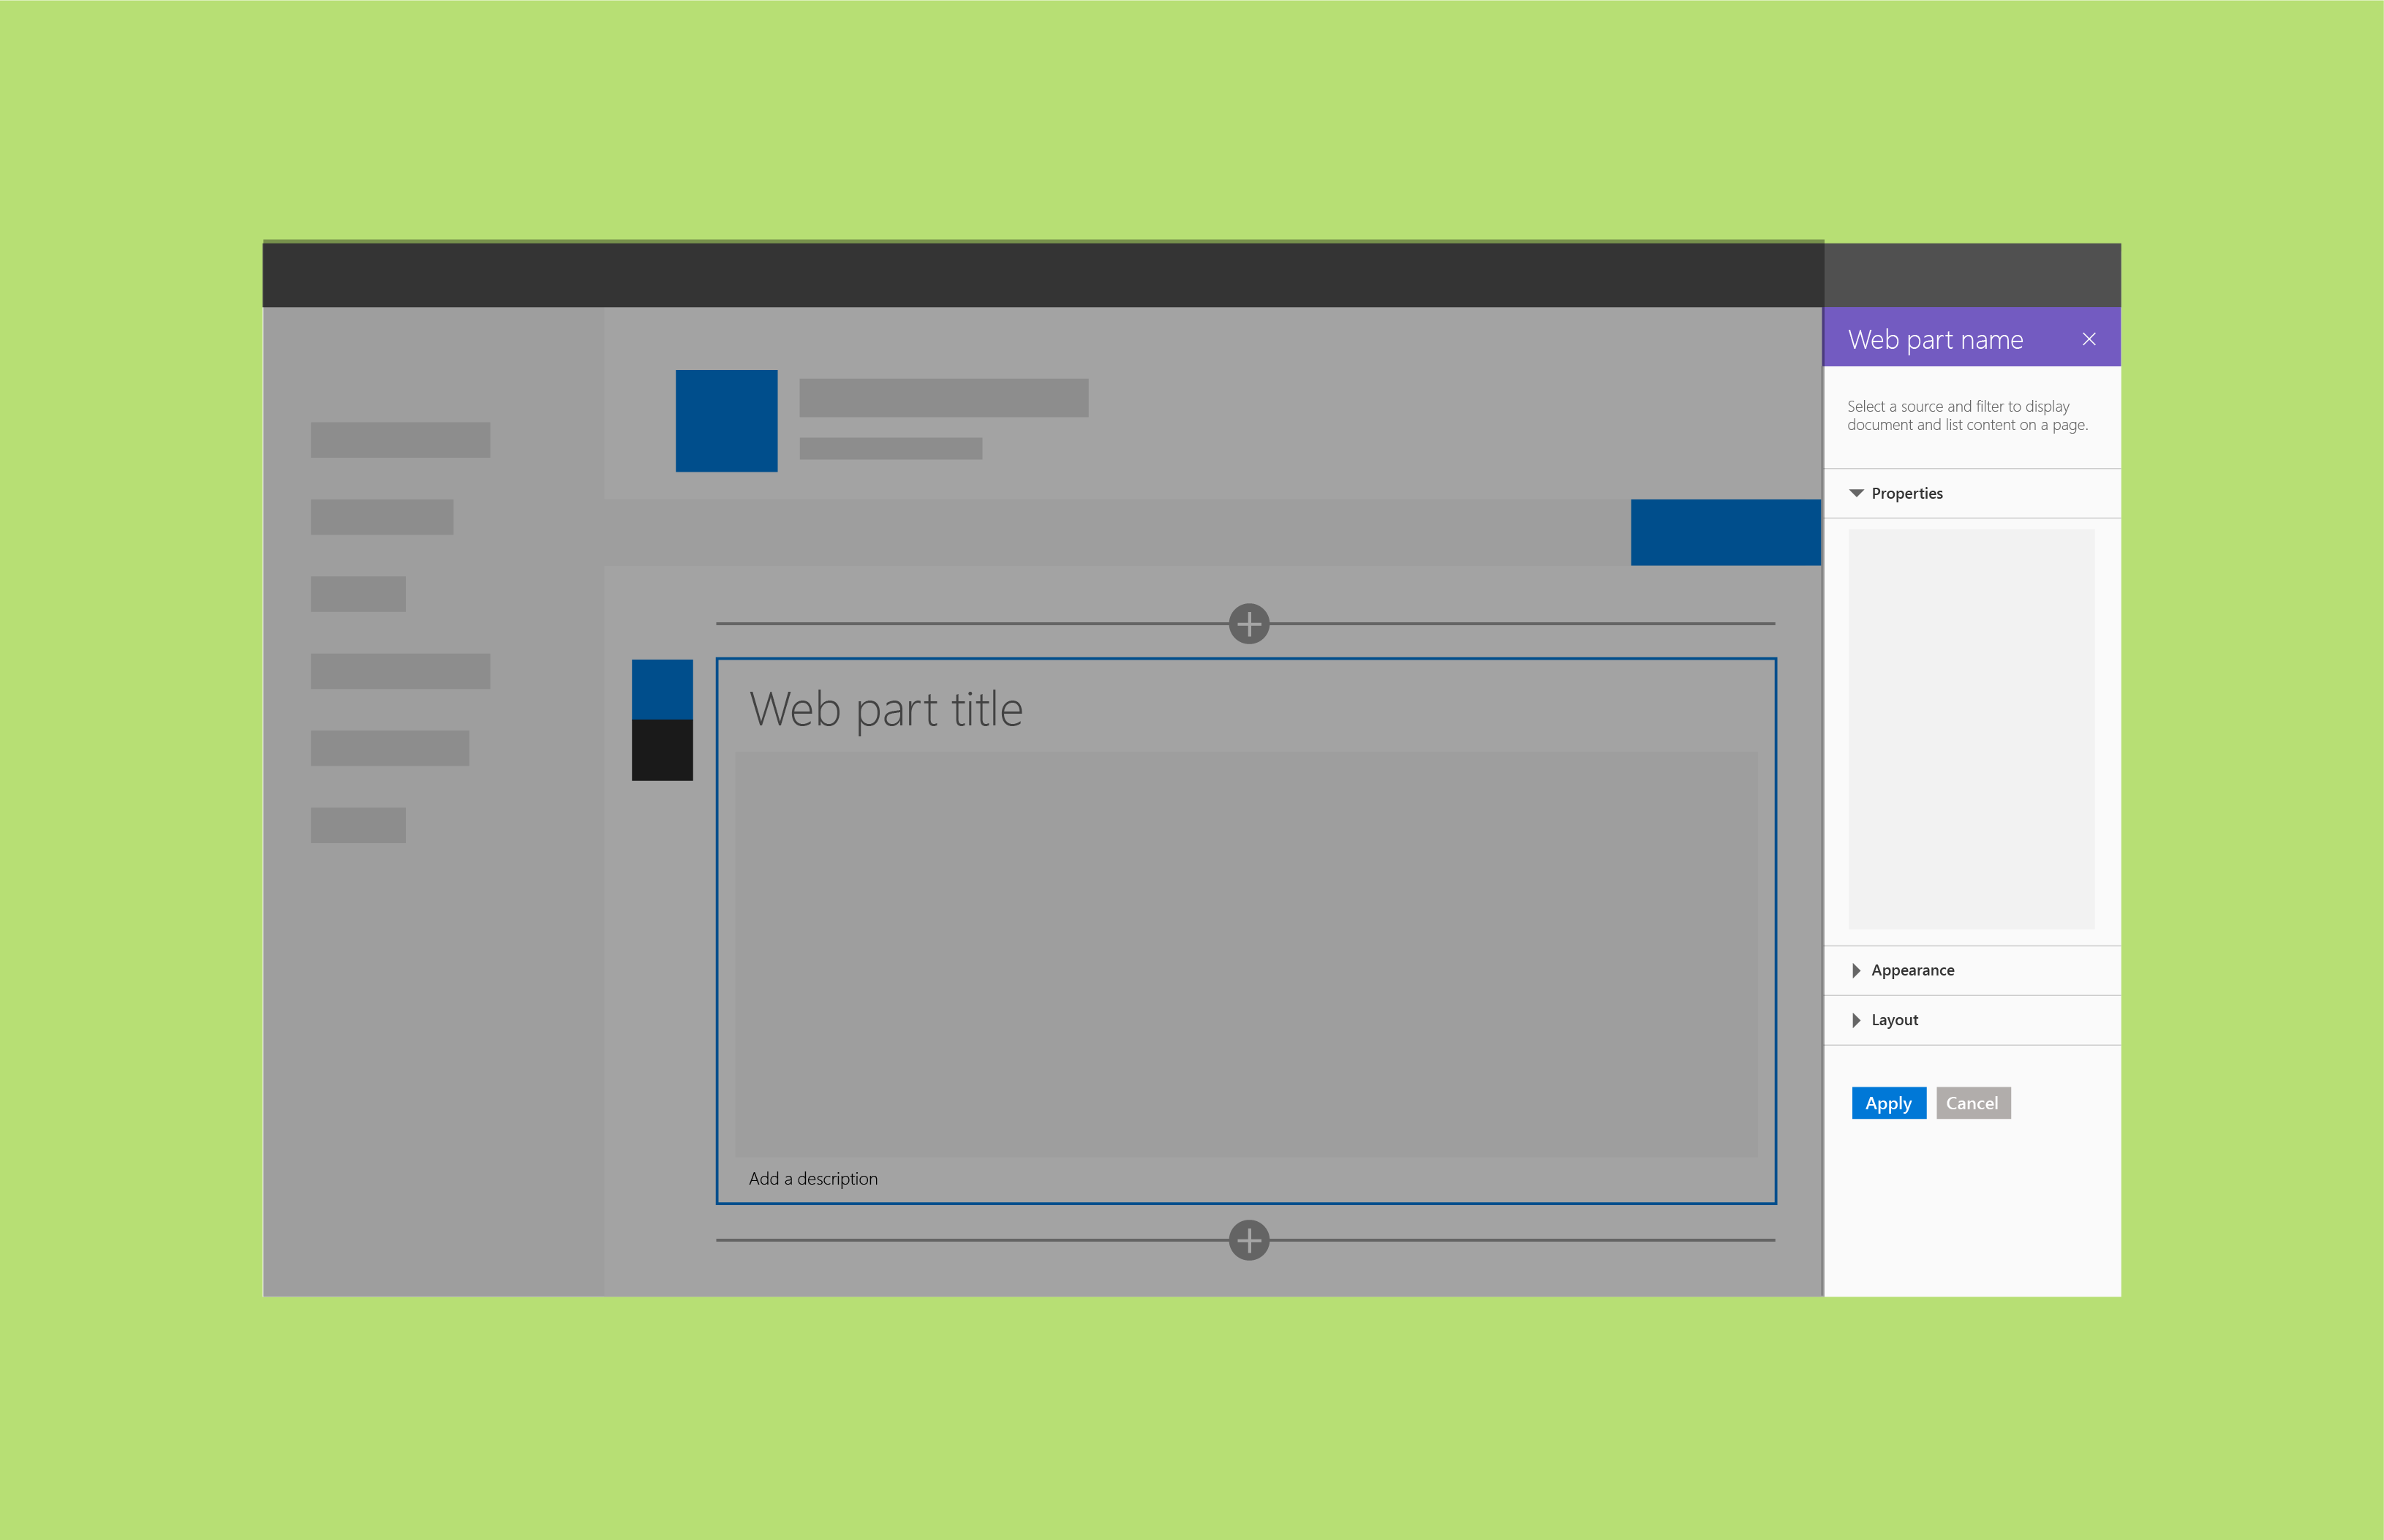 Web part name
Select a source and filter to display
document and list content on a page.
Properties
Web part title
Appearance
Layout
Apply Cancel
Add a description